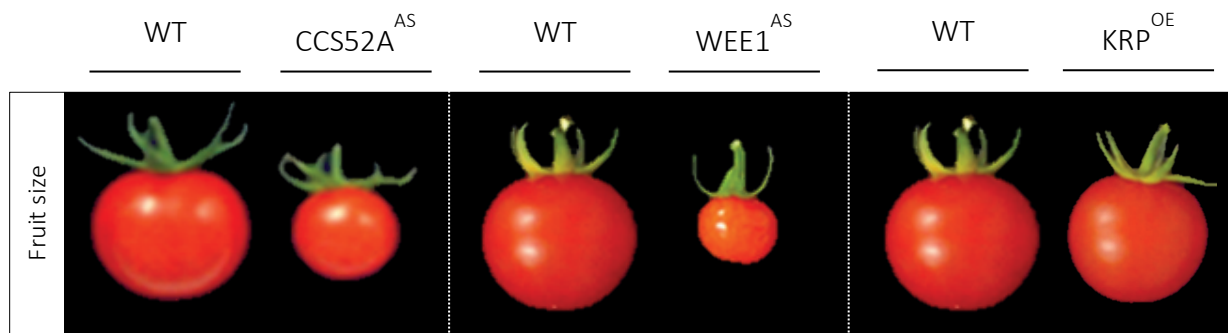 WT
CCS52A^AS
WT
WEE1^AS
WT
KRP^OE
Fruit size